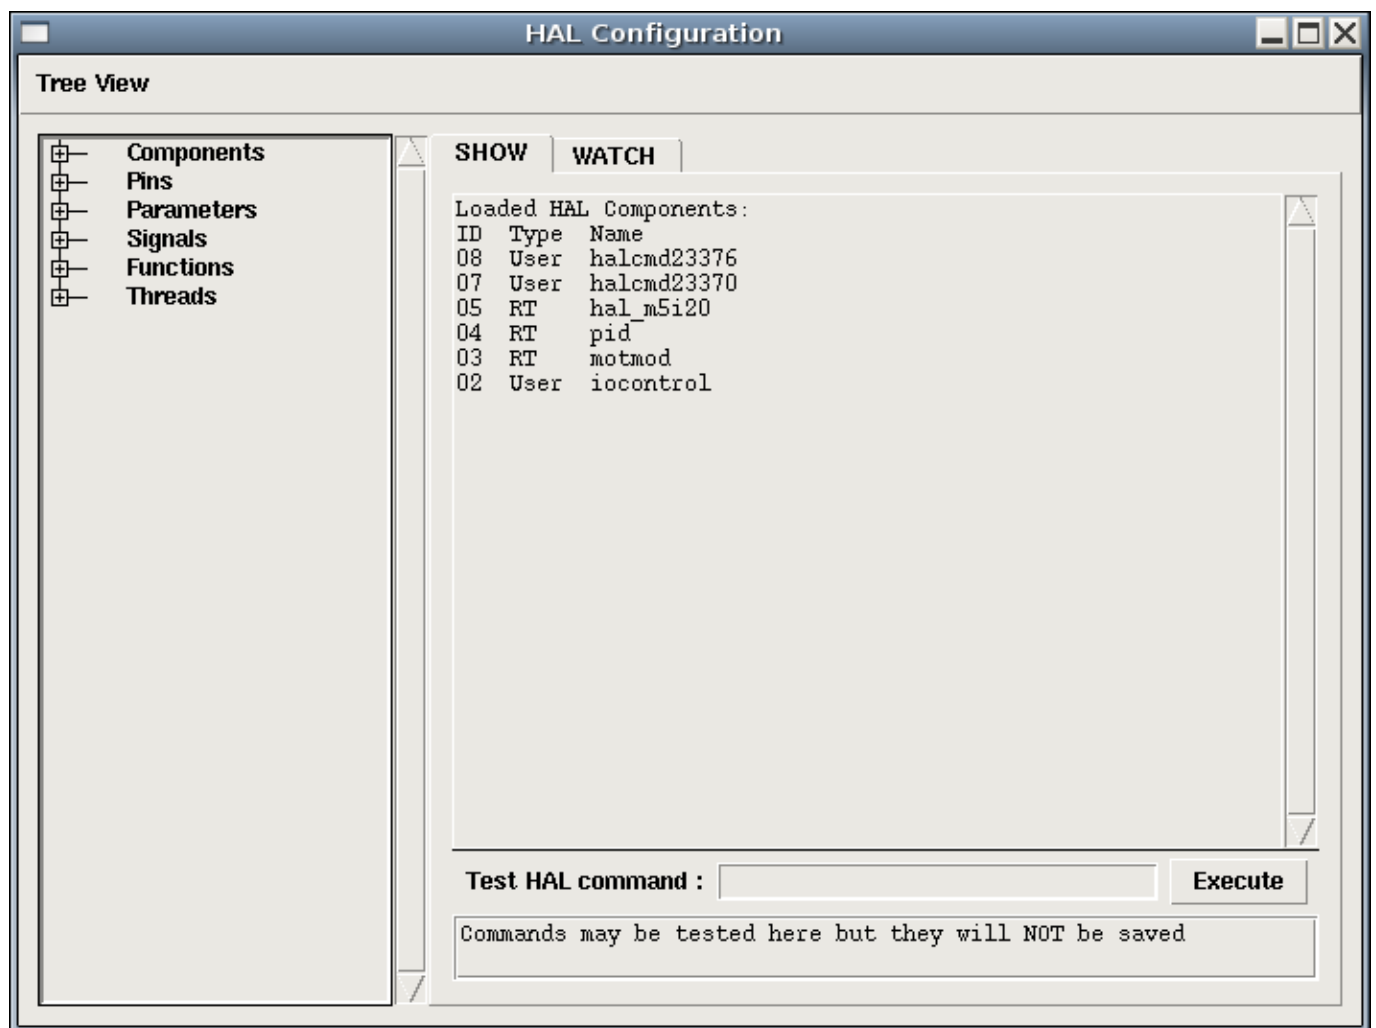 HAL Configuration
Tree View
Components
Pins
Parameters
Signals
Functions
Threads
SHOW WATCH
Loaded HAL Components:
ID Type Name
08 User halcmd23376
07 User halcmd23370
05 RT hal_m5i20
04 RT pid
03 RT motmod
02 User iocontrol
Test HAL command : Execute
Commands may be tested here but they will NOT be saved